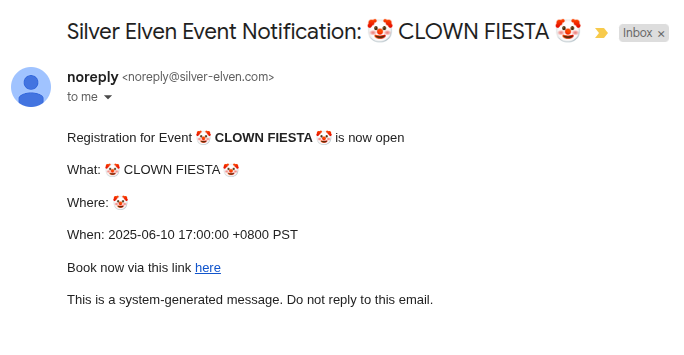 Silver Elven Event Notification: 🤡 CLOWN FIESTA 🤡 Inbox ×
noreply <noreply@silver-elven.com>
to me
Registration for Event 🤡 CLOWN FIESTA 🤡 is now open
What: 🤡 CLOWN FIESTA 🤡
Where: 🤡
When: 2025-06-10 17:00:00 +0800 PST
Book now via this link here
This is a system-generated message. Do not reply to this email.